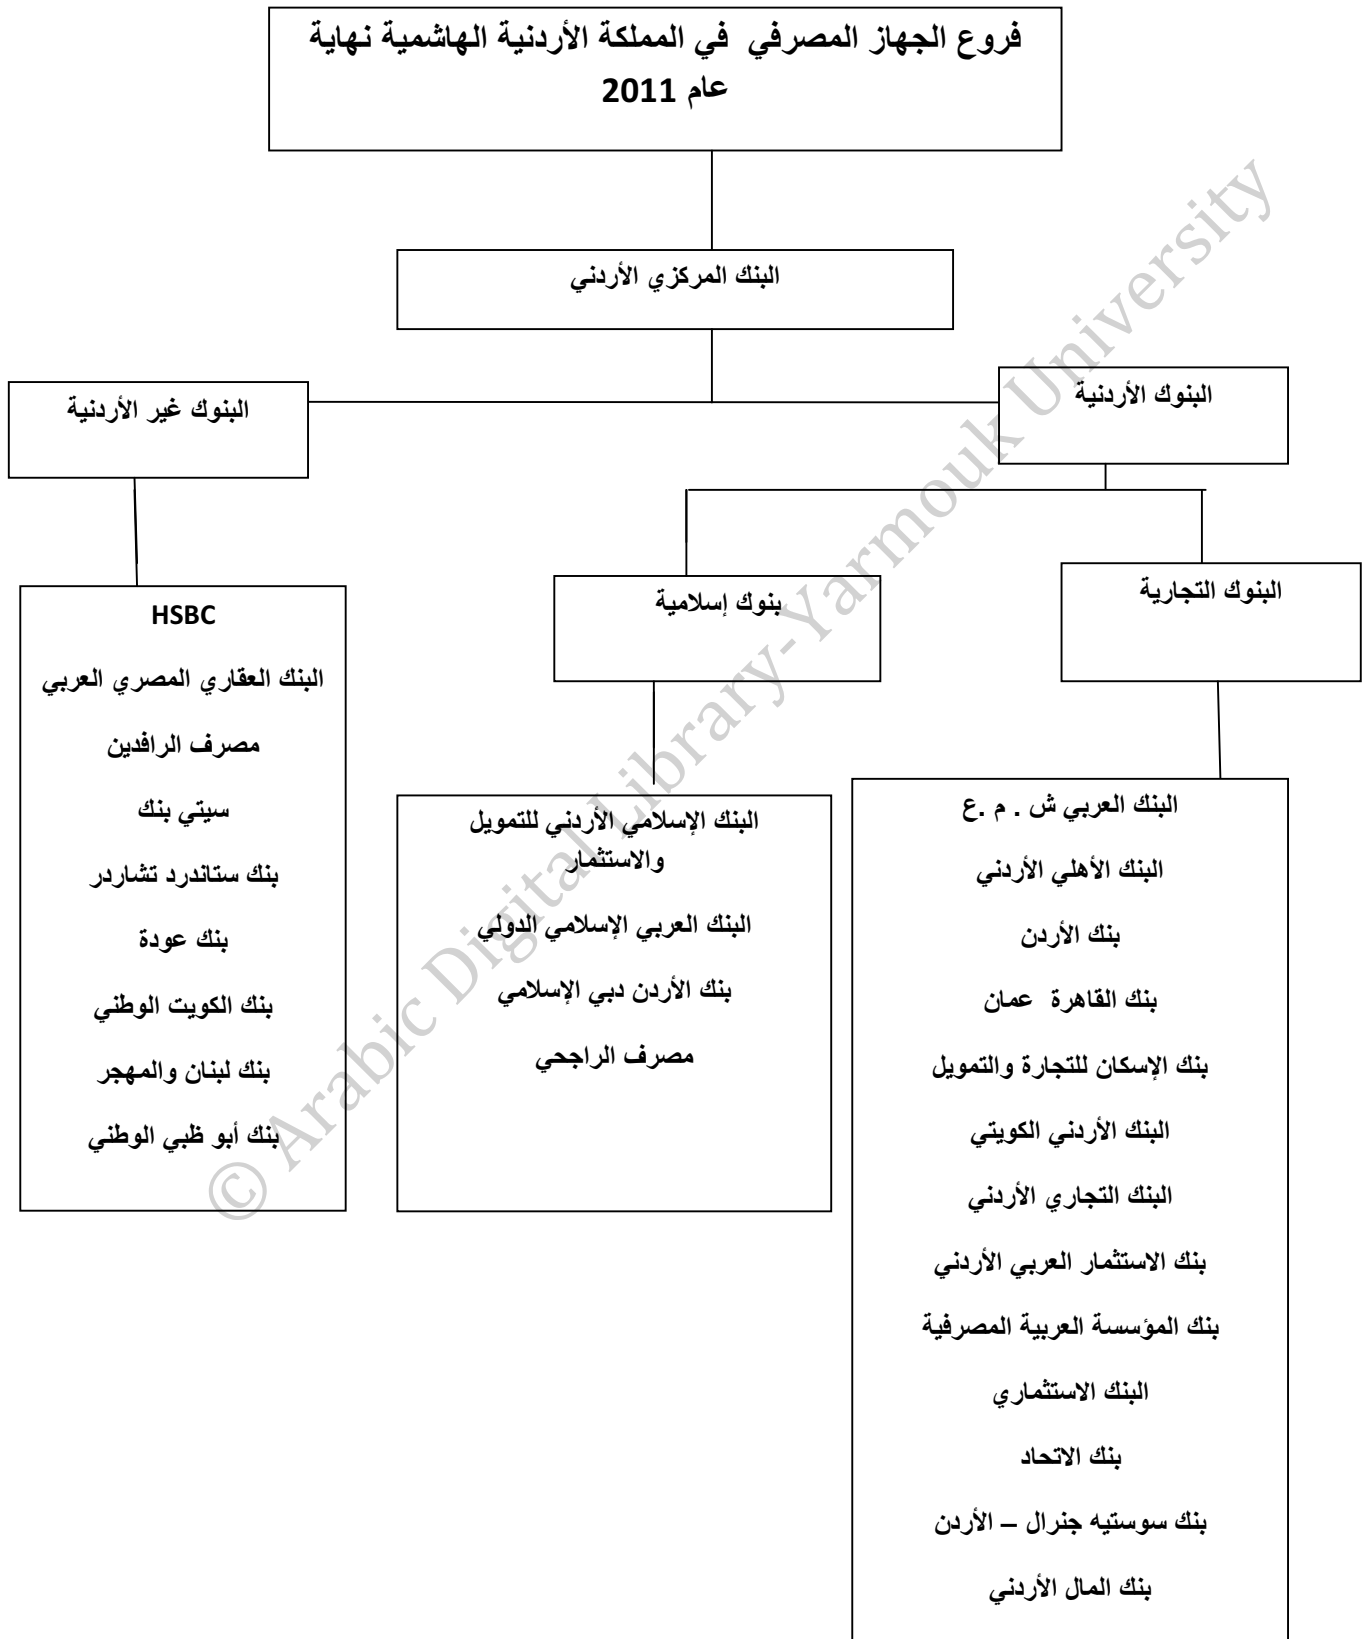 فروع الجهاز المصرفي في المملكة الأردنية الهاشمية نهاية
عام 2011
البنك المركزي الأردني
البنوك الأردنية
البنوك غير الأردنية
البنوك التجارية
بنوك إسلامية
البنك العربي ش . م .ع
البنك الأهلي الأردني
بنك الأردن
بنك القاهرة عمان
بنك الإسكان للتجارة والتمويل
البنك الأردني الكويتي
البنك التجاري الأردني
بنك الاستثمار العربي الأردني
بنك المؤسسة العربية المصرفية
البنك الاستثماري
بنك الاتحاد
بنك سوستيه جنرال – الأردن
بنك المال الأردني
البنك الإسلامي الأردني للتمويل
والاستثمار
البنك العربي الإسلامي الدولي
بنك الأردن دبي الإسلامي
مصرف الراجحي
HSBC
البنك العقاري المصري العربي
مصرف الرافدين
سيتي بنك
بنك ستاندرد تشاردر
بنك عودة
بنك الكويت الوطني
بنك لبنان والمهجر
بنك أبو ظبي الوطني
© Arabic Digital Library-Yarmouk University